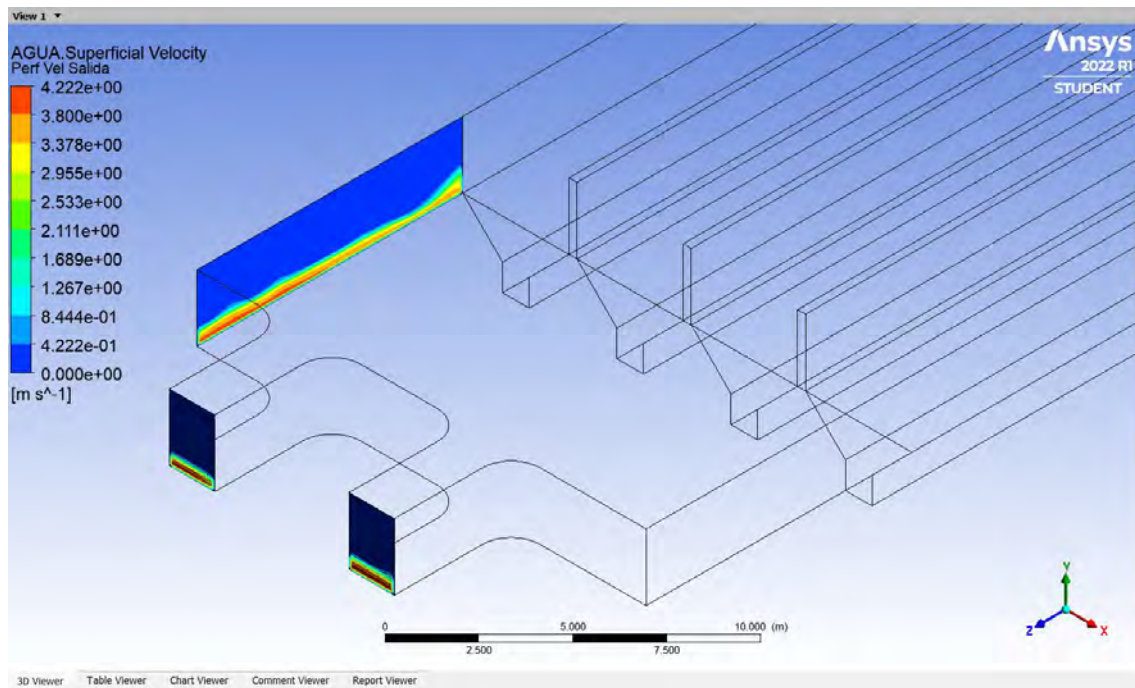 View 1
AGUA.Superficial Velocity
Perf Vel Salida
4.222e+00
3.800e+00
3.378e+00
2.955e+00
2.533e+00
2.111e+00
1.689e+00
1.267e+00
8.444e-01
4.222e-01
0.000e+00
[m s^-1]
Ansys
2022 R1
STUDENT
0 5.000 10.000 (m)
2.500 7.500
Y
Z X
3D Viewer Table Viewer Chart Viewer Comment Viewer Report Viewer